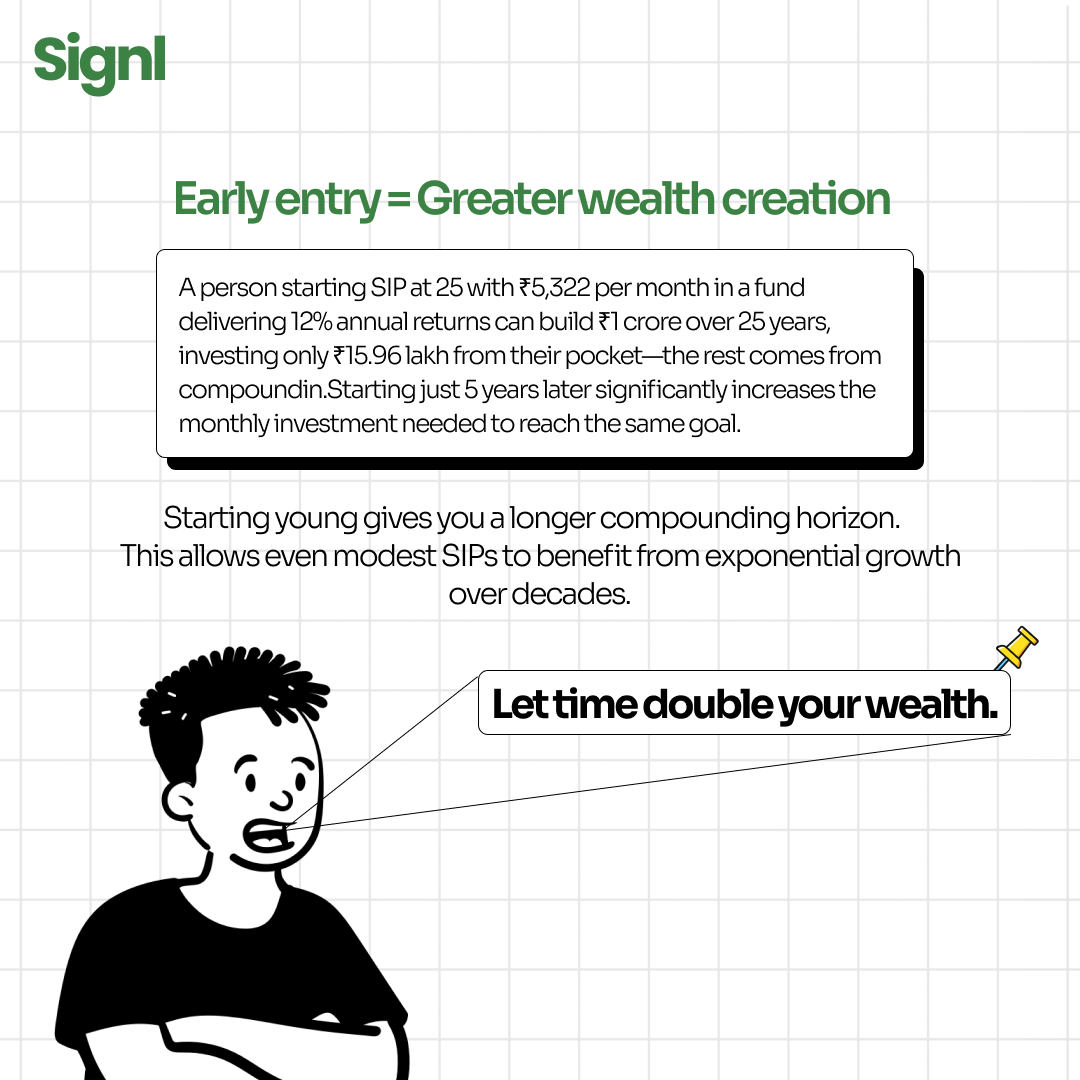 Signl
Early entry = Greater wealth creation
A person starting SIP at 25 with ₹5,322 per month in a fund
delivering 12% annual returns can build ₹1 crore over 25 years,
investing only ₹15.96 lakh from their pocket—the rest comes from
compoundin.Starting just 5 years later significantly increases the
monthly investment needed to reach the same goal.
Starting young gives you a longer compounding horizon.
This allows even modest SIPs to benefit from exponential growth
over decades.
Let time double your wealth.